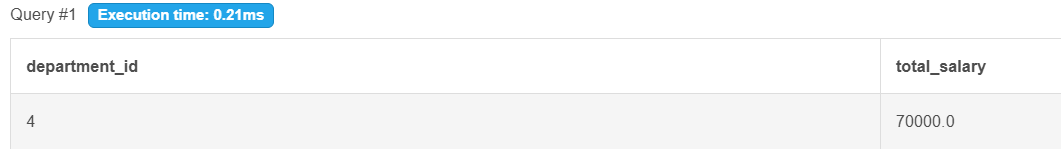 Query #1 Execution time: 0.21ms
department_id total_salary
4 70000.0